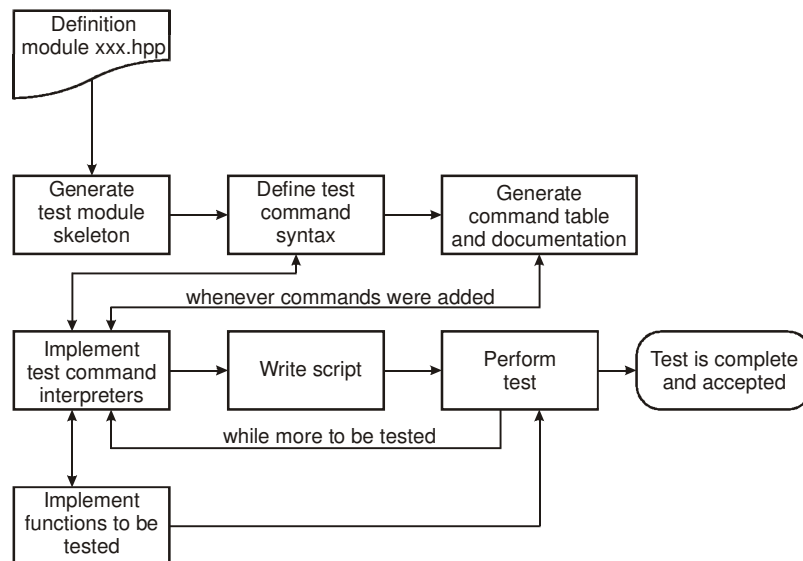 Definition
module xxx.hpp
Generate
test module
skeleton
Define test
command
syntax
Generate
command table
and documentation
whenever commands were added
Implement
test command
interpreters
Write script
Perform
test
Test is complete
and accepted
while more to be tested
Implement
functions to be
tested